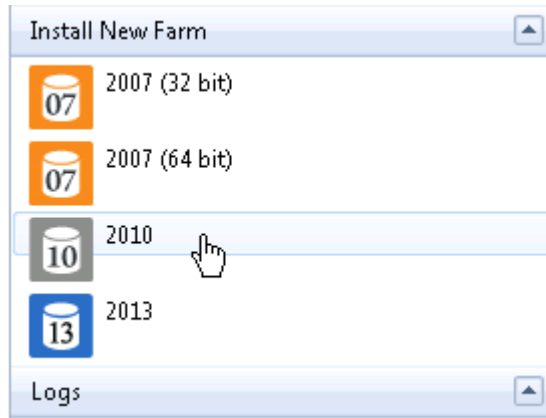 Install New Farm
07 2007 (32 bit)
07 2007 (64 bit)
10 2010
13 2013
Logs